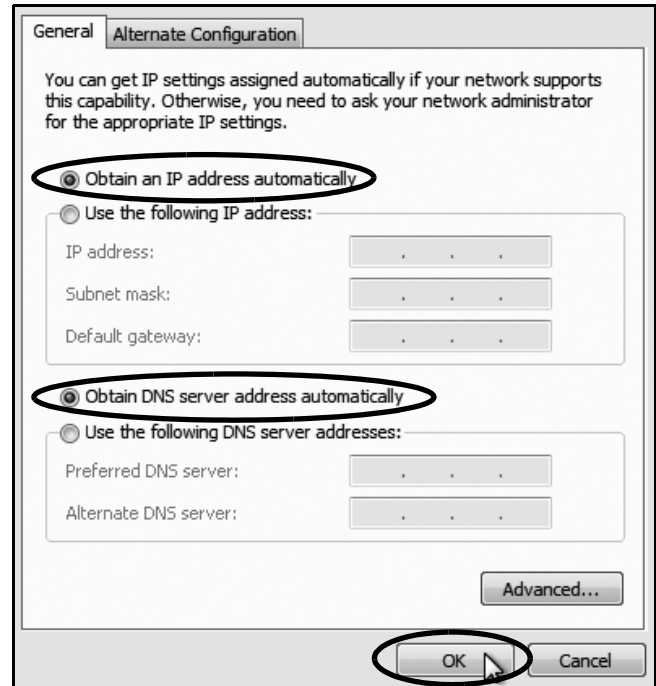 General
Alternate Configuration
You can get IP settings assigned automatically if your network supports
this capability. Otherwise, you need to ask your network administrator
for the appropriate IP settings.
Obtain an IP address automatically
Use the following IP address:
IP address:
Subnet mask:
Default gateway:
Obtain DNS server address automatically
Use the following DNS server addresses:
Preferred DNS server:
Alternate DNS server:
Advanced...
OK
Cancel